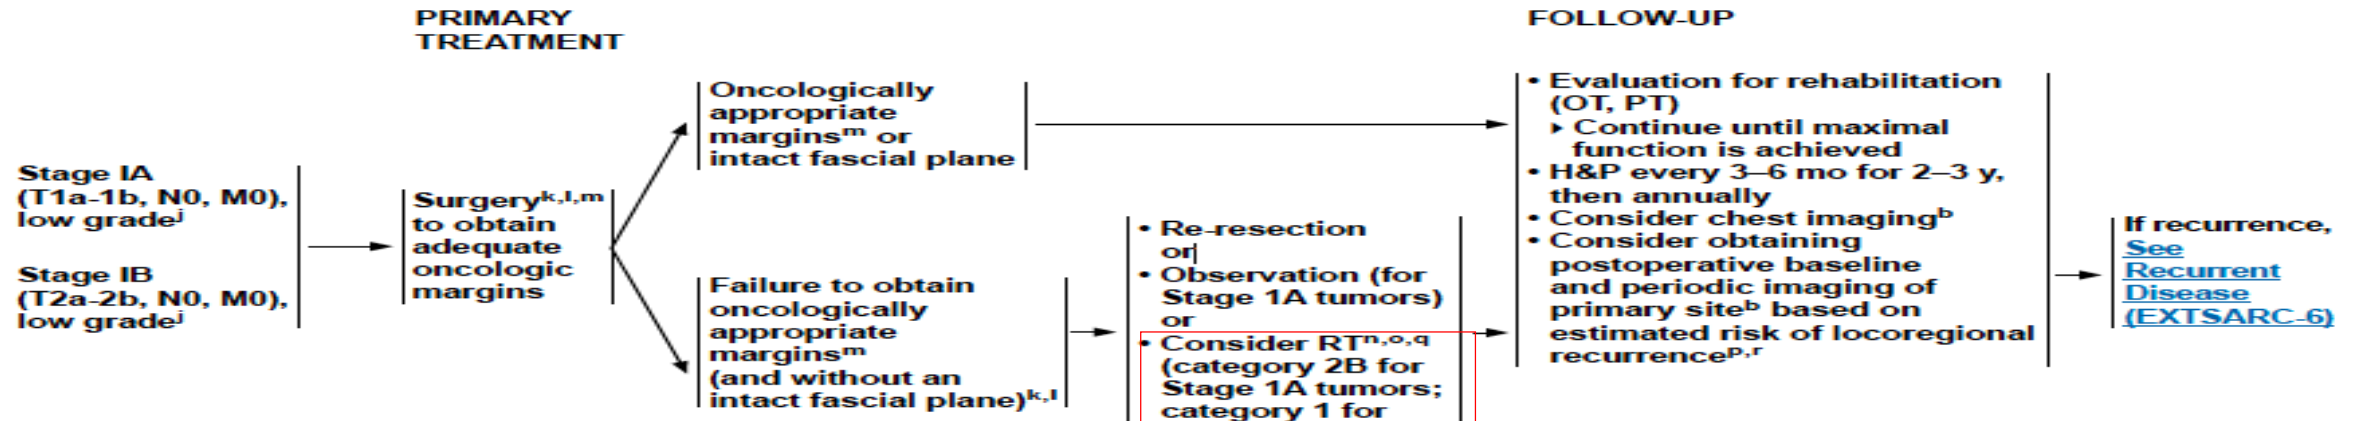 PRIMARY
TREATMENT
FOLLOW-UP
Stage IA
(T1a-1b, N0, M0),
low gradeʲ
Stage IB
(T2a-2b, N0, M0),
low gradeʲ
Surgeryᵏ,ˡ,ᵐ
to obtain
adequate
oncologic
margins
Oncologically
appropriate
marginsᵐ or
intact fascial plane
Failure to obtain
oncologically
appropriate
marginsᵐ
(and without an
intact fascial plane)ᵏ,ˡ
• Re-resection
or
• Observation (for
Stage 1A tumors)
or
• Consider RTⁿ,ᵒ,q
(category 2B for
Stage 1A tumors;
category 1 for
• Evaluation for rehabilitation
(OT, PT)
▸ Continue until maximal
function is achieved
• H&P every 3–6 mo for 2–3 y,
then annually
• Consider chest imagingᵇ
• Consider obtaining
postoperative baseline
and periodic imaging of
primary siteᵇ based on
estimated risk of locoregional
recurrenceᵖ,ʳ
If recurrence,
See
Recurrent
Disease
(EXTSARC-6)